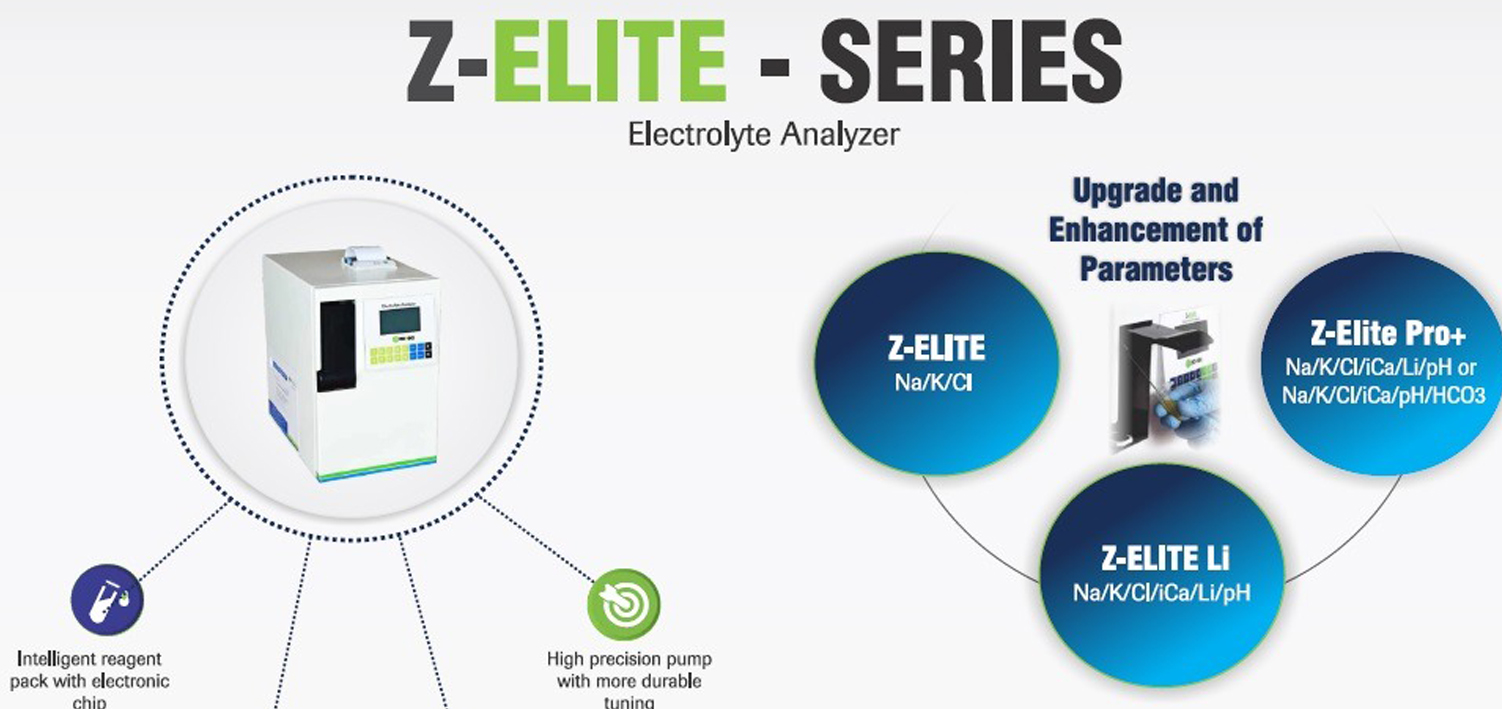 Z-ELITE - SERIES
Electrolyte Analyzer
Upgrade and
Enhancement of
Parameters
Z-ELITE
Na/K/Cl
Z-Elite Pro+
Na/K/Cl/iCa/Li/pH or
Na/K/Cl/iCa/pH/HCO3
Z-ELITE Li
Na/K/Cl/iCa/Li/pH
Intelligent reagent
pack with electronic
chip
High precision pump
with more durable
tuning